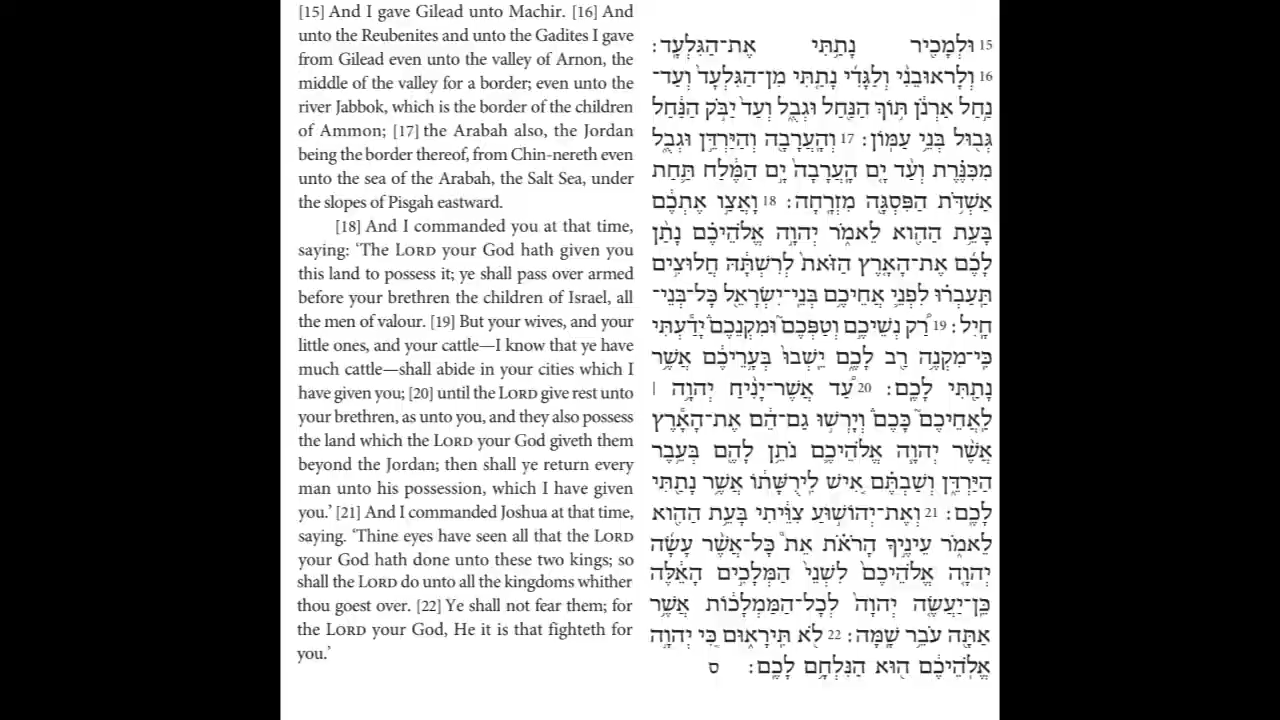 [15] And I gave Gilead unto Machir. [16] And
unto the Reubenites and unto the Gadites I gave
from Gilead even unto the valley of Arnon, the
middle of the valley for a border; even unto the
river Jabbok, which is the border of the children
of Ammon; [17] the Arabah also, the Jordan
being the border thereof, from Chin-nereth even
unto the sea of the Arabah, the Salt Sea, under
the slopes of Pisgah eastward.
[18] And I commanded you at that time,
saying: ‘The LORD your God hath given you
this land to possess it; ye shall pass over armed
before your brethren the children of Israel, all
the men of valour. [19] But your wives, and your
little ones, and your cattle—I know that ye have
much cattle—shall abide in your cities which I
have given you; [20] until the LORD give rest unto
your brethren, as unto you, and they also possess
the land which the LORD your God giveth them
beyond the Jordan; then shall ye return every
man unto his possession, which I have given
you.’ [21] And I commanded Joshua at that time,
saying. ‘Thine eyes have seen all that the LORD
your God hath done unto these two kings; so
shall the LORD do unto all the kingdoms whither
thou goest over. [22] Ye shall not fear them; for
the LORD your God, He it is that fighteth for
you.’
15 וּלְמָכִ֖יר נָתַ֥תִּי אֶת־הַגִּלְעָֽד׃
16 וְלָרֽאוּבֵנִ֨י וְלַגָּדִ֜י נָתַ֤תִּי מִן־הַגִּלְעָד֙ וְעַד־
נַ֣חַל אַרְנֹ֔ן תּ֥וֹךְ הַנַּ֖חַל וּגְבֻ֑ל וְעַד֙ יַבֹּ֣ק הַנַּ֔חַל
גְּב֖וּל בְּנֵ֥י עַמּֽוֹן׃ 17 וְהָֽעֲרָבָ֖ה וְהַיַּרְדֵּ֣ן וּגְבֻ֑ל
מִכִּנֶּ֗רֶת וְעַ֨ד יָ֤ם הָֽעֲרָבָה֙ יָ֣ם הַמֶּ֔לַח תַּ֛חַת
אַשְׁדֹּ֥ת הַפִּסְגָּ֖ה מִזְרָֽחָה׃ 18 וָאֲצַ֣ו אֶתְכֶ֔ם
בָּעֵ֥ת הַהִ֖וא לֵאמֹ֑ר יְהוָ֣ה אֱלֹהֵיכֶ֗ם נָתַ֨ן
לָכֶ֜ם אֶת־הָאָ֤רֶץ הַזֹּאת֙ לְרִשְׁתָּ֔הּ חֲלוּצִ֣ים
תַּֽעַבְר֗וּ לִפְנֵ֛י אֲחֵיכֶ֥ם בְּנֵֽי־יִשְׂרָאֵ֖ל כָּל־בְּנֵי־
חָֽיִל׃ 19 רַ֠ק נְשֵׁיכֶ֣ם וְטַפְּכֶם֮ וּמִקְנֵכֶם֒ יָדַ֕עְתִּי
כִּֽי־מִקְנֶ֥ה רַ֖ב לָכֶ֑ם יֵֽשְׁבוּ֙ בְּעָ֣רֵיכֶ֔ם אֲשֶׁ֥ר
נָתַ֖תִּי לָכֶֽם׃ 20 עַ֠ד אֲשֶׁר־יָנִ֨יחַ יְהוָ֥ה ׀
לַֽאֲחֵיכֶם֮ כָּכֶם֒ וְיָרְשׁ֣וּ גַם־הֵ֔ם אֶת־הָאָ֕רֶץ
אֲשֶׁ֨ר יְהוָ֧ה אֱלֹהֵיכֶ֛ם נֹתֵ֥ן לָהֶ֖ם בְּעֵ֣בֶר
הַיַּרְדֵּ֑ן וְשַׁבְתֶּ֗ם אִ֚ישׁ לִֽירֻשָּׁת֔וֹ אֲשֶׁ֥ר נָתַ֖תִּי
לָכֶֽם׃ 21 וְאֶת־יְהוֹשׁ֣וּעַ צִוֵּ֔יתִי בָּעֵ֥ת הַהִ֖וא
לֵאמֹ֑ר עֵינֶ֣יךָ הָרֹאֹ֗ת אֵת֩ כָּל־אֲשֶׁ֨ר עָשָׂ֜ה
יְהוָ֤ה אֱלֹהֵיכֶם֙ לִשְׁנֵי֙ הַמְּלָכִ֣ים הָאֵ֔לֶּה
כֵּֽן־יַעֲשֶׂ֤ה יְהוָה֙ לְכָל־הַמַּמְלָכ֔וֹת אֲשֶׁ֥ר
אַתָּ֖ה עֹבֵ֥ר שָֽׁמָּה׃ 22 לֹ֖א תִּֽירָא֑וּם כִּ֚י יְהוָ֣ה
אֱלֹֽהֵיכֶ֔ם ה֖וּא הַנִּלְחָ֥ם לָכֶֽם׃ ס